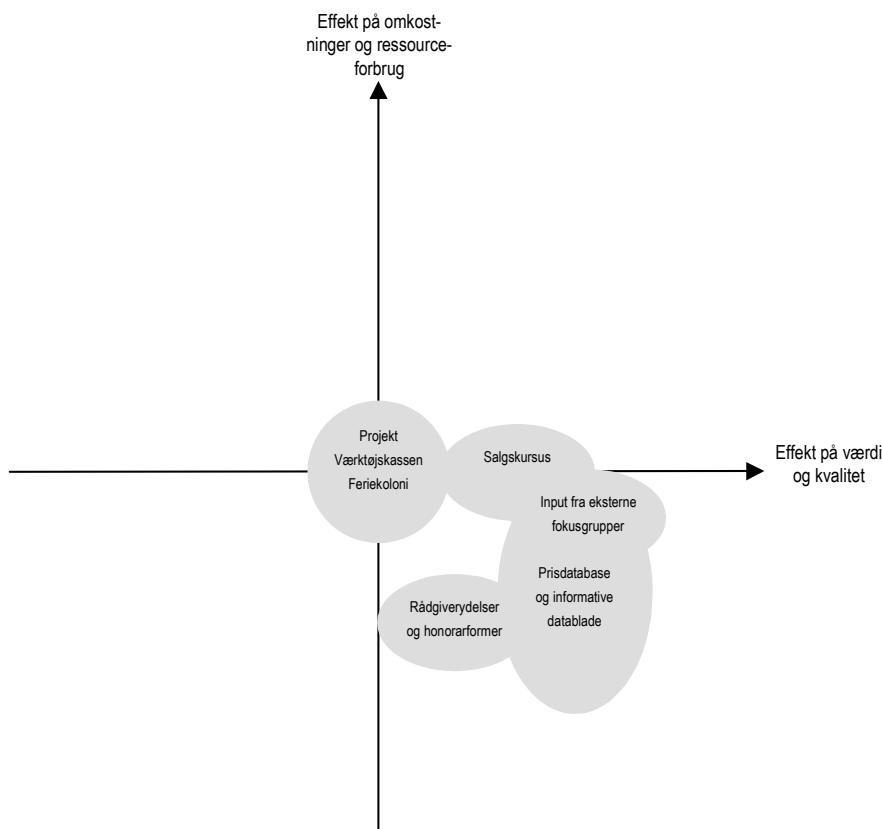 Effekt på omkost-
ninger og ressource-
forbrug
Projekt
Værktøjskassen
Feriekoloni
Salgskursus
Effekt på værdi
og kvalitet
Input fra eksterne
fokusgrupper
Prisdatabase
og informative
datablade
Rådgiverydelser
og honorarformer